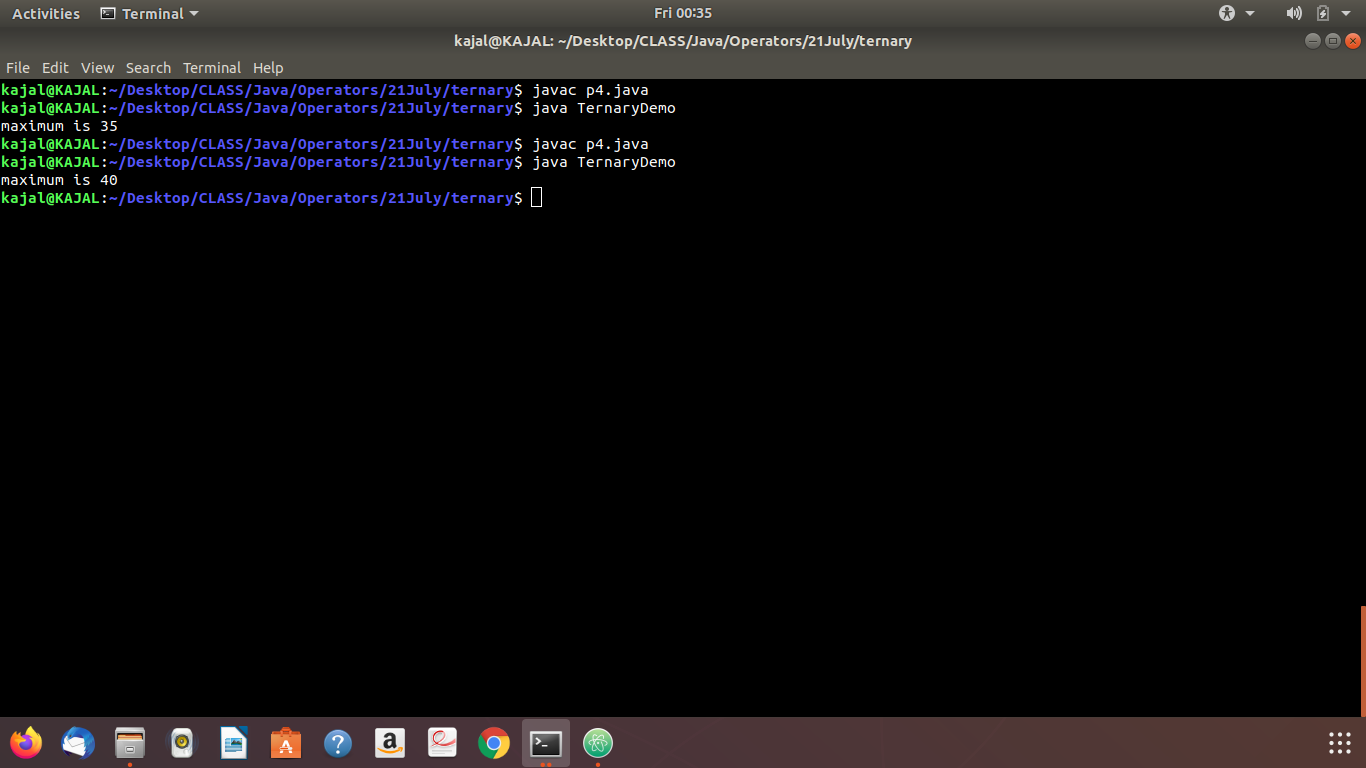 Activities Terminal Fri 00:35
kajal@KAJAL: ~/Desktop/CLASS/Java/Operators/21July/ternary
File Edit View Search Terminal Help
kajal@KAJAL:~/Desktop/CLASS/Java/Operators/21July/ternary$ javac p4.java
kajal@KAJAL:~/Desktop/CLASS/Java/Operators/21July/ternary$ java TernaryDemo
maximum is 35
kajal@KAJAL:~/Desktop/CLASS/Java/Operators/21July/ternary$ javac p4.java
kajal@KAJAL:~/Desktop/CLASS/Java/Operators/21July/ternary$ java TernaryDemo
maximum is 40
kajal@KAJAL:~/Desktop/CLASS/Java/Operators/21July/ternary$